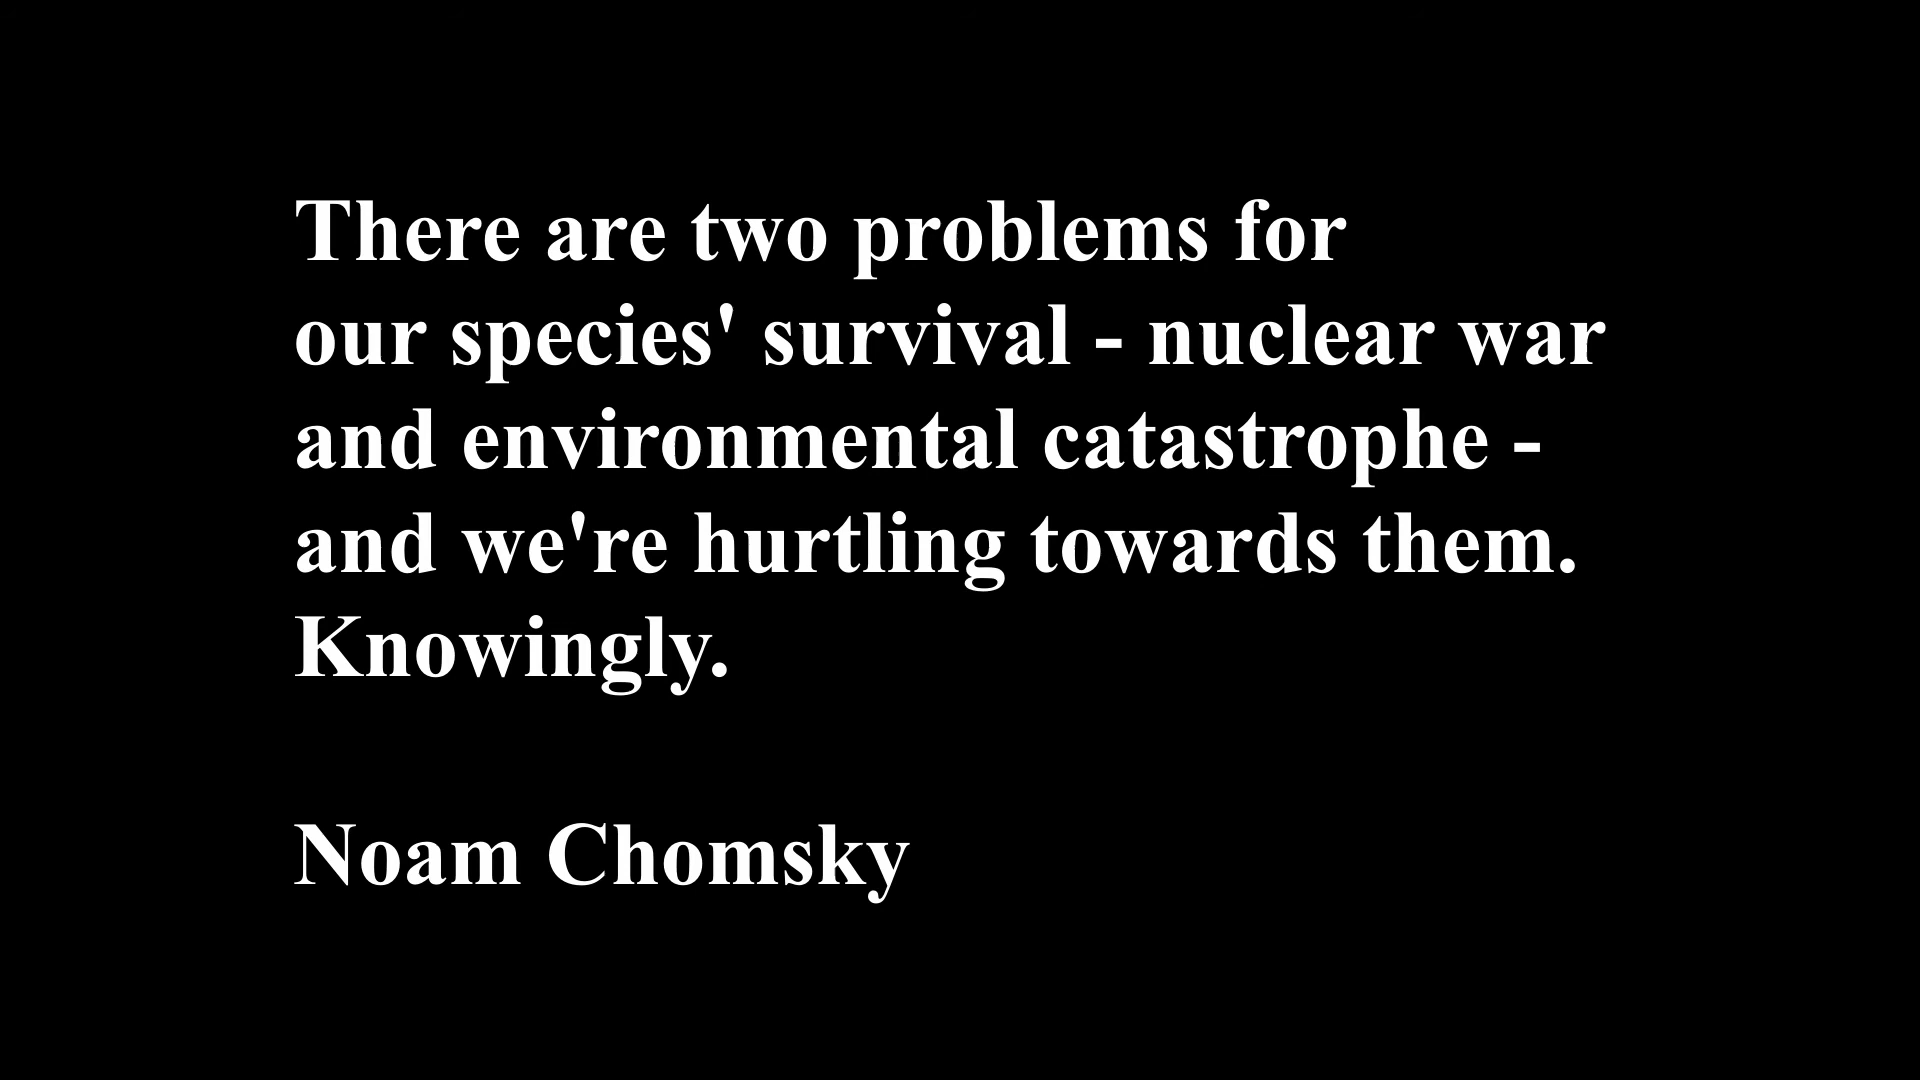 There are two problems for
our species' survival - nuclear war
and environmental catastrophe -
and we're hurtling towards them.
Knowingly.
Noam Chomsky